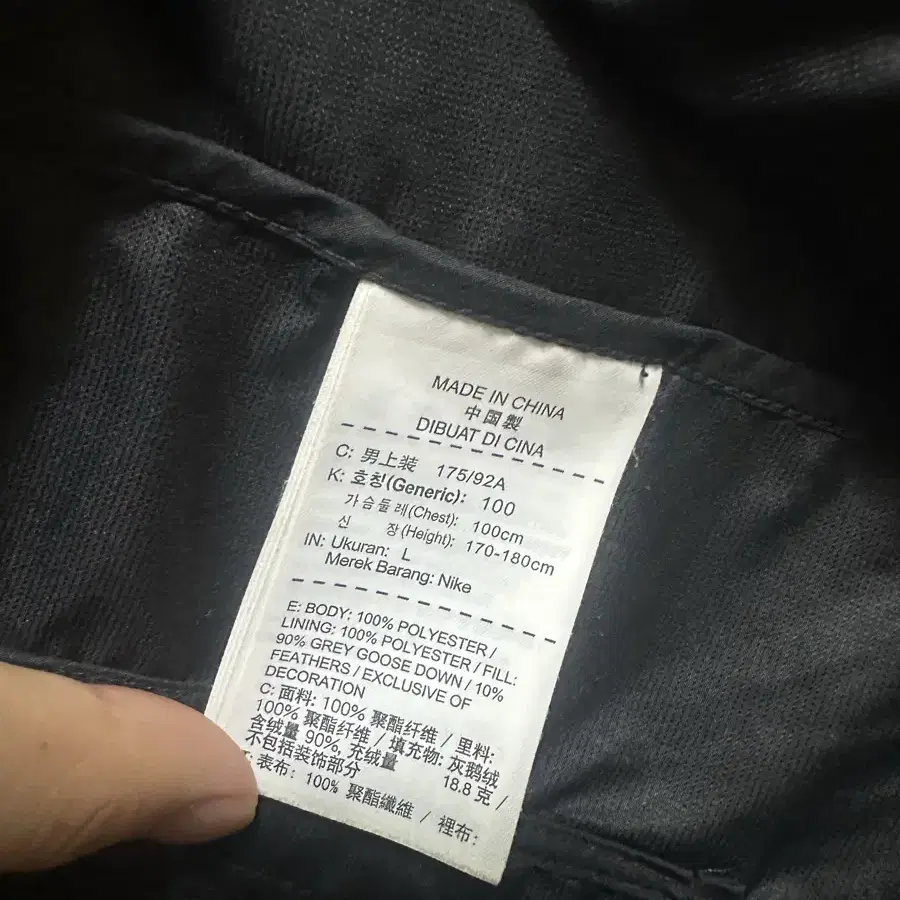 MADE IN CHINA
中国製
DIBUAT DI CINA
C: 男上装 175/92A
K: 호칭(Generic): 100
가슴둘레(Chest): 100cm
신 장(Height): 170-180cm
IN: Ukuran: L
Merek Barang: Nike
E: BODY: 100% POLYESTER /
LINING: 100% POLYESTER / FILL:
90% GREY GOOSE DOWN / 10%
FEATHERS / EXCLUSIVE OF
DECORATION
C: 面料: 100% 聚酯纤维 / 里料:
100% 聚酯纤维 / 填充物: 灰鹅绒
含绒量 90%, 充绒量 18.8 克 /
不包括装饰部分
表布: 100% 聚酯纖維 / 裡布: